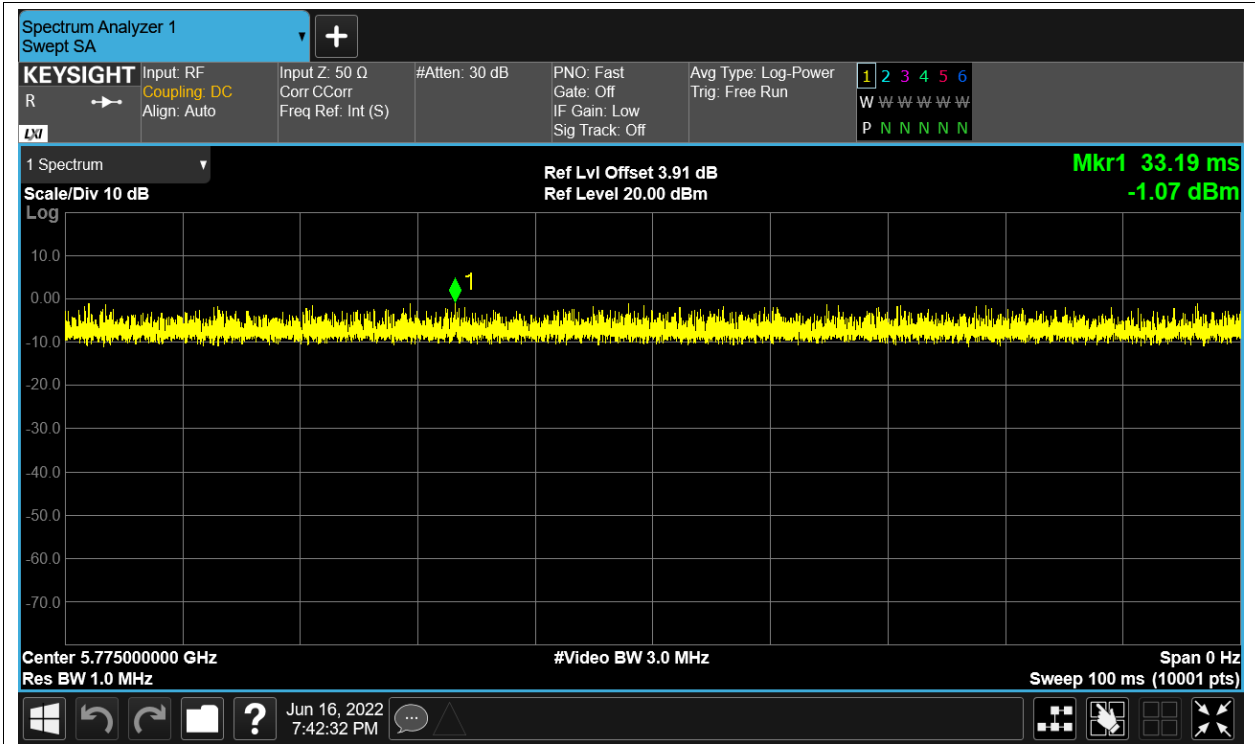 Spectrum Analyzer 1
Swept SA
KEYSIGHT
R
LXI
Input: RF
Coupling: DC
Align: Auto
Input Z: 50 Ω
Corr CCorr
Freq Ref: Int (S)
#Atten: 30 dB
PNO: Fast
Gate: Off
IF Gain: Low
Sig Track: Off
Avg Type: Log-Power
Trig: Free Run
1 2 3 4 5 6
W W W W W W
P N N N N N
1 Spectrum
Scale/Div 10 dB
Ref Lvl Offset 3.91 dB
Ref Level 20.00 dBm
Mkr1 33.19 ms
-1.07 dBm
Log
10.0
0.00
-10.0
-20.0
-30.0
-40.0
-50.0
-60.0
-70.0
1
Center 5.775000000 GHz
Res BW 1.0 MHz
#Video BW 3.0 MHz
Span 0 Hz
Sweep 100 ms (10001 pts)
?
Jun 16, 2022
7:42:32 PM